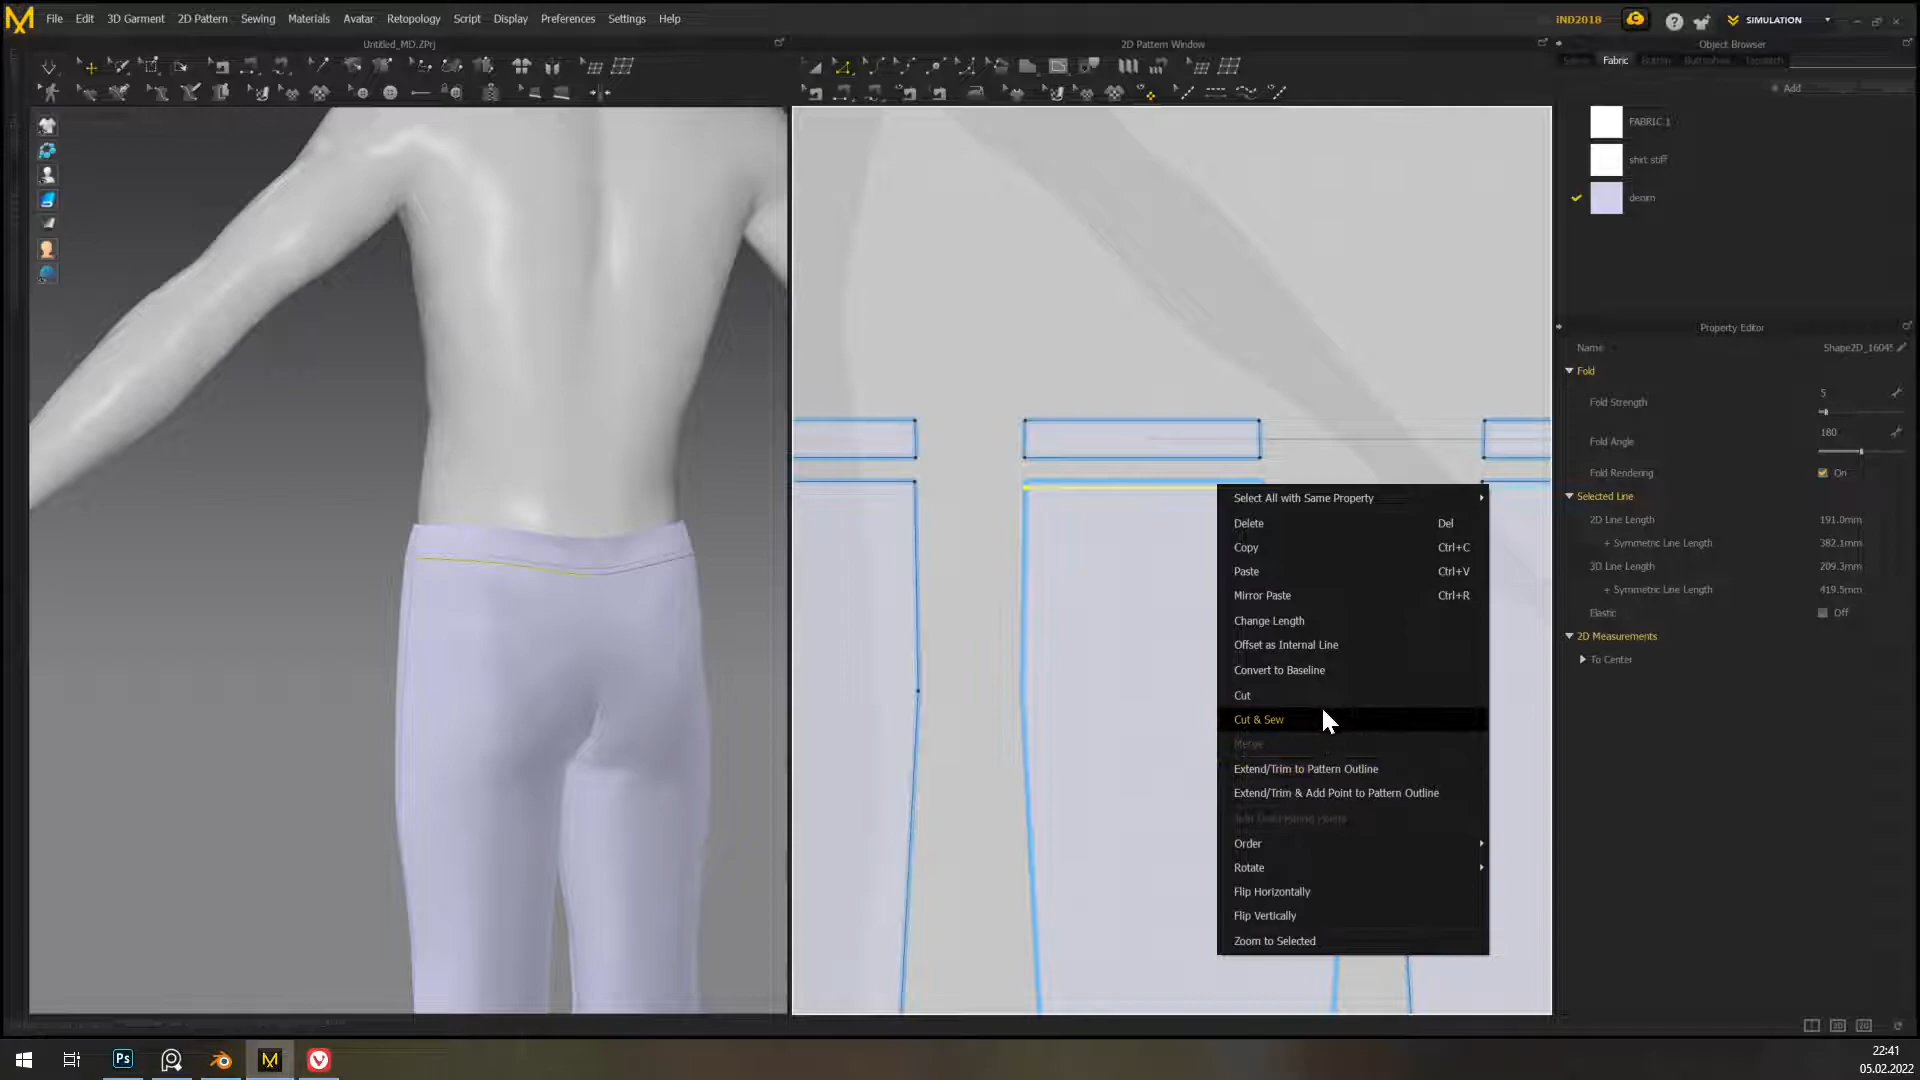 File Edit 3D Garment 2D Pattern Sewing Materials Avatar Retopology Script Display Preferences Settings Help
iND2018
SIMULATION
Untitled_MD.ZPrj
2D Pattern Window
Object Browser
Fabric
Add
FABRIC 1
shirt stiff
denim
Property Editor
Name
Fold
Fold Strength 5
Fold Angle 180
Fold Rendering On
Selected Line
2D Line Length 191.0mm
+ Symmetric Line Length 382.1mm
3D Line Length 209.3mm
+ Symmetric Line Length 419.5mm
Elastic Off
2D Measurements
To Center
Select All with Same Property
Delete Del
Copy Ctrl+C
Paste Ctrl+V
Mirror Paste Ctrl+R
Change Length
Offset as Internal Line
Convert to Baseline
Cut
Cut & Sew
Merge
Extend/Trim to Pattern Outline
Extend/Trim & Add Point to Pattern Outline
Order
Rotate
Flip Horizontally
Flip Vertically
Zoom to Selected
Ps
22:41
05.02.2022